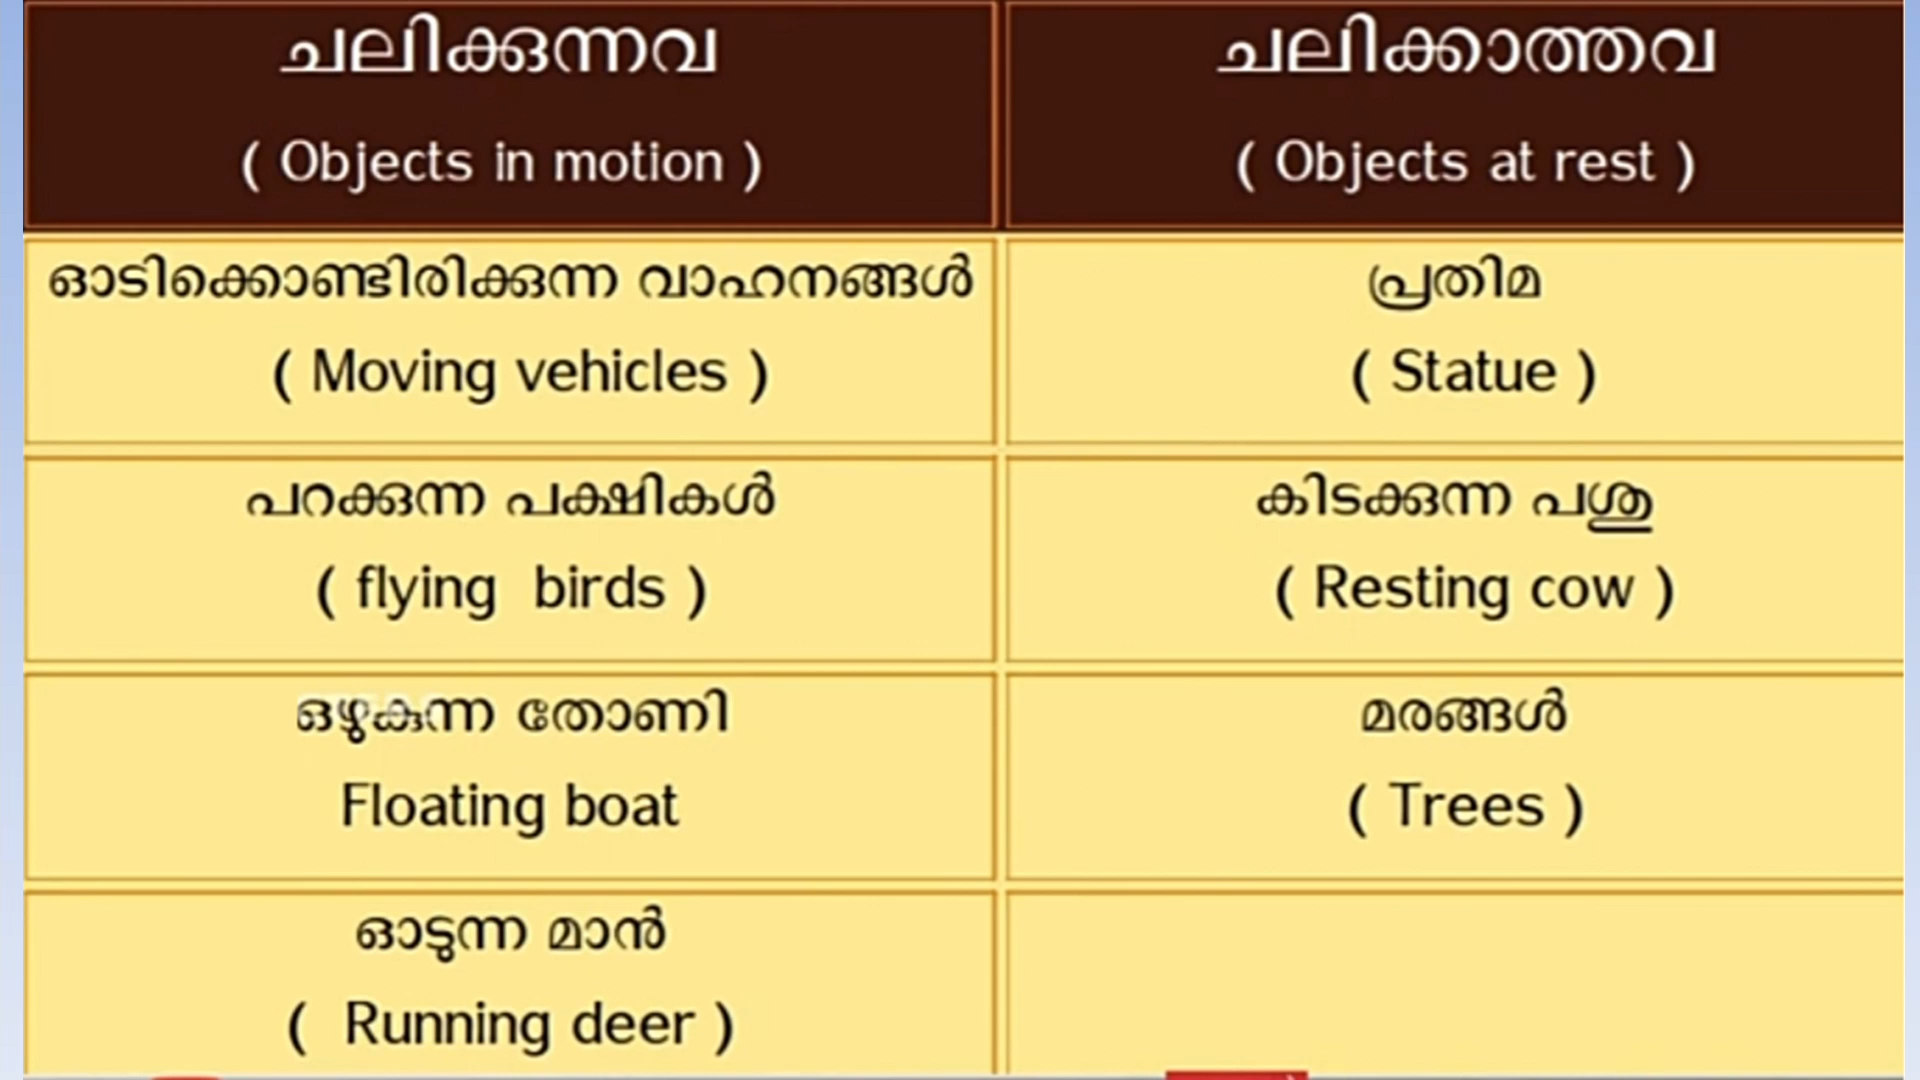 ചലിക്കുന്നവ
( Objects in motion )
ചലിക്കാത്തവ
( Objects at rest )
ഓടിക്കൊണ്ടിരിക്കുന്ന വാഹനങ്ങൾ
( Moving vehicles )
പ്രതിമ
( Statue )
പറക്കുന്ന പക്ഷികൾ
( flying birds )
കിടക്കുന്ന പശു
( Resting cow )
ഒഴുകുന്ന തോണി
Floating boat
മരങ്ങൾ
( Trees )
ഓടുന്ന മാൻ
( Running deer )